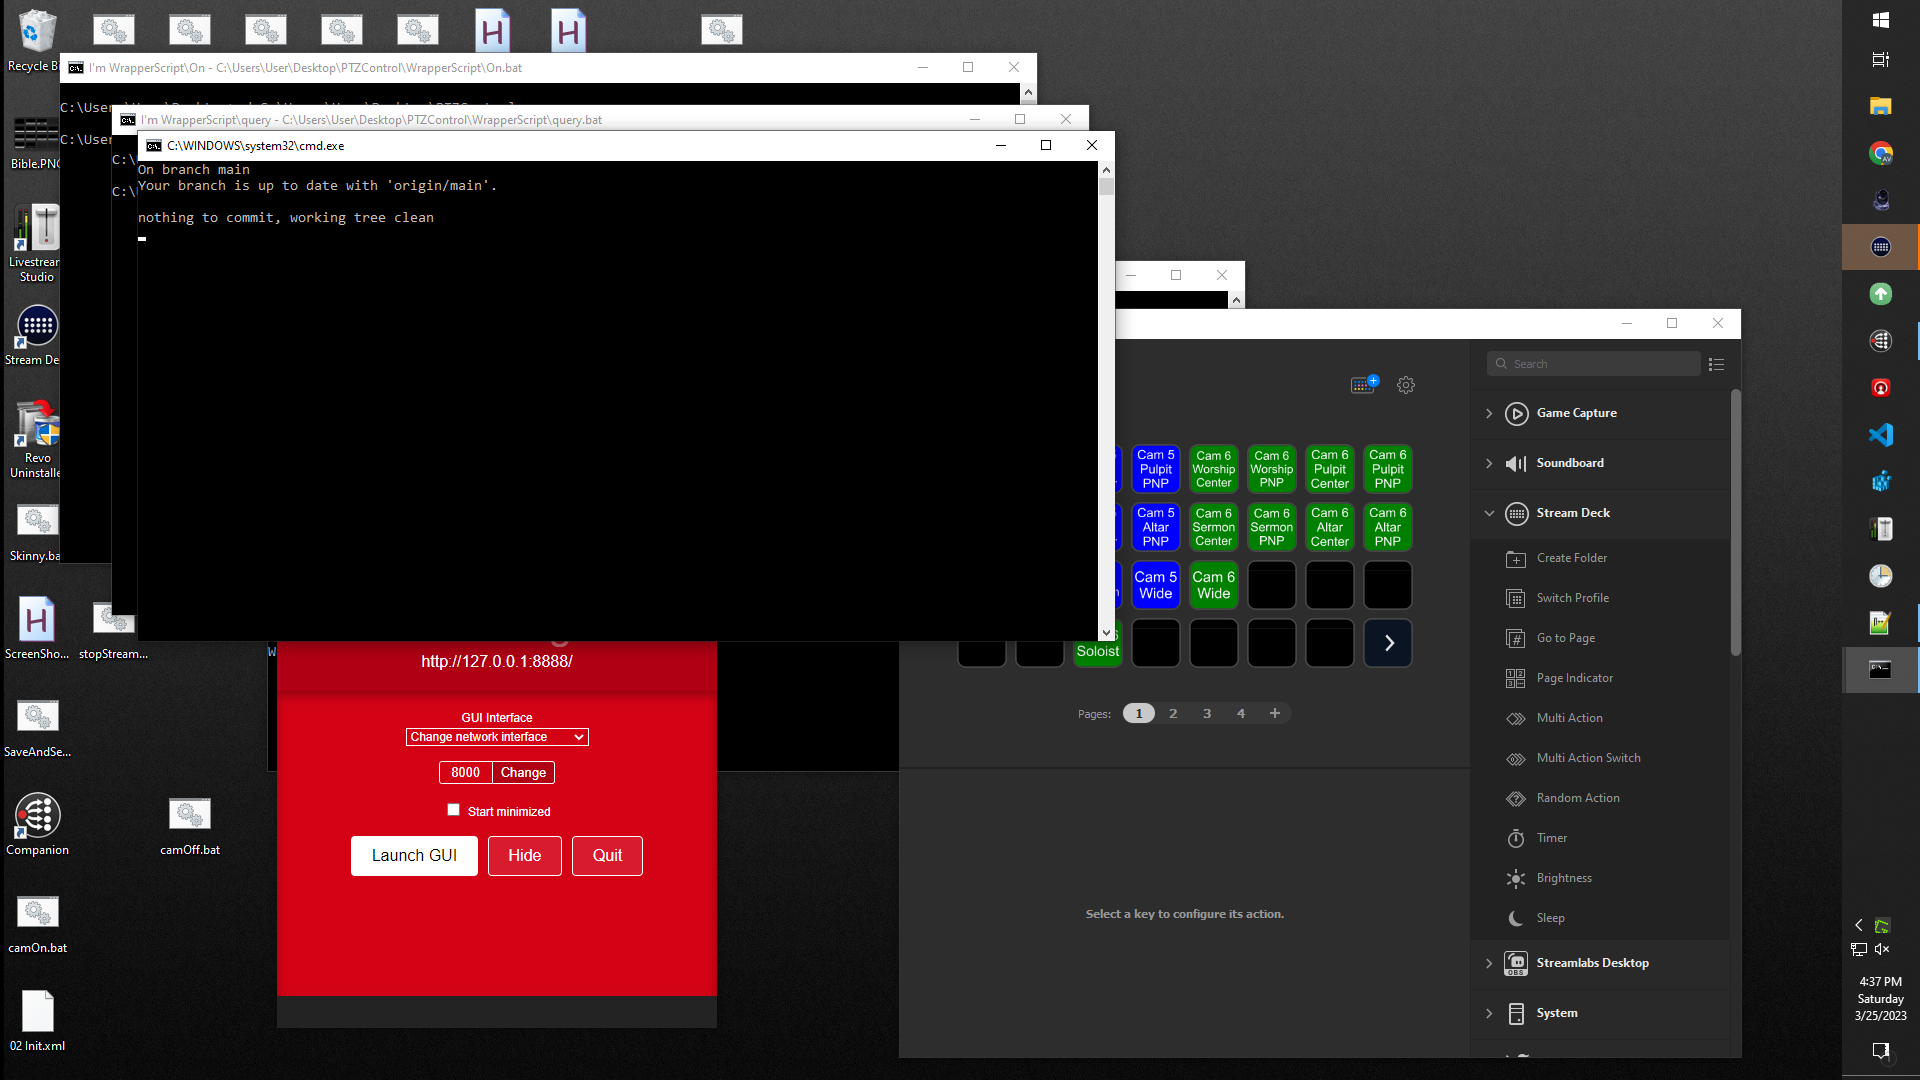 Recycle Bi
I'm WrapperScript\On - C:\Users\User\Desktop\PTZControl\WrapperScript\On.bat
C:\User
C:\User
I'm WrapperScript\query - C:\Users\User\Desktop\PTZControl\WrapperScript\query.bat
C:\
C:\
C:\WINDOWS\system32\cmd.exe
On branch main
Your branch is up to date with 'origin/main'.
nothing to commit, working tree clean
Bible.PNG
Livestream
Studio
Stream De
Revo
Uninstalle
Skinny.ba
ScreenSho...
stopStream...
SaveAndSe...
Companion
camOff.bat
camOn.bat
02 Init.xml
W
http://127.0.0.1:8888/
GUI Interface
Change network interface
8000
Change
Start minimized
Launch GUI
Hide
Quit
Cam 5
Pulpit
PNP
Cam 6
Worship
Center
Cam 6
Worship
PNP
Cam 6
Pulpit
Center
Cam 6
Pulpit
PNP
Cam 5
Altar
PNP
Cam 6
Sermon
Center
Cam 6
Sermon
PNP
Cam 6
Altar
Center
Cam 6
Altar
PNP
Cam 5
Wide
Cam 6
Wide
Soloist
Pages:
1
2
3
4
+
Select a key to configure its action.
Search
Game Capture
Soundboard
Stream Deck
Create Folder
Switch Profile
Go to Page
Page Indicator
Multi Action
Multi Action Switch
Random Action
Timer
Brightness
Sleep
Streamlabs Desktop
System
4:37 PM
Saturday
3/25/2023